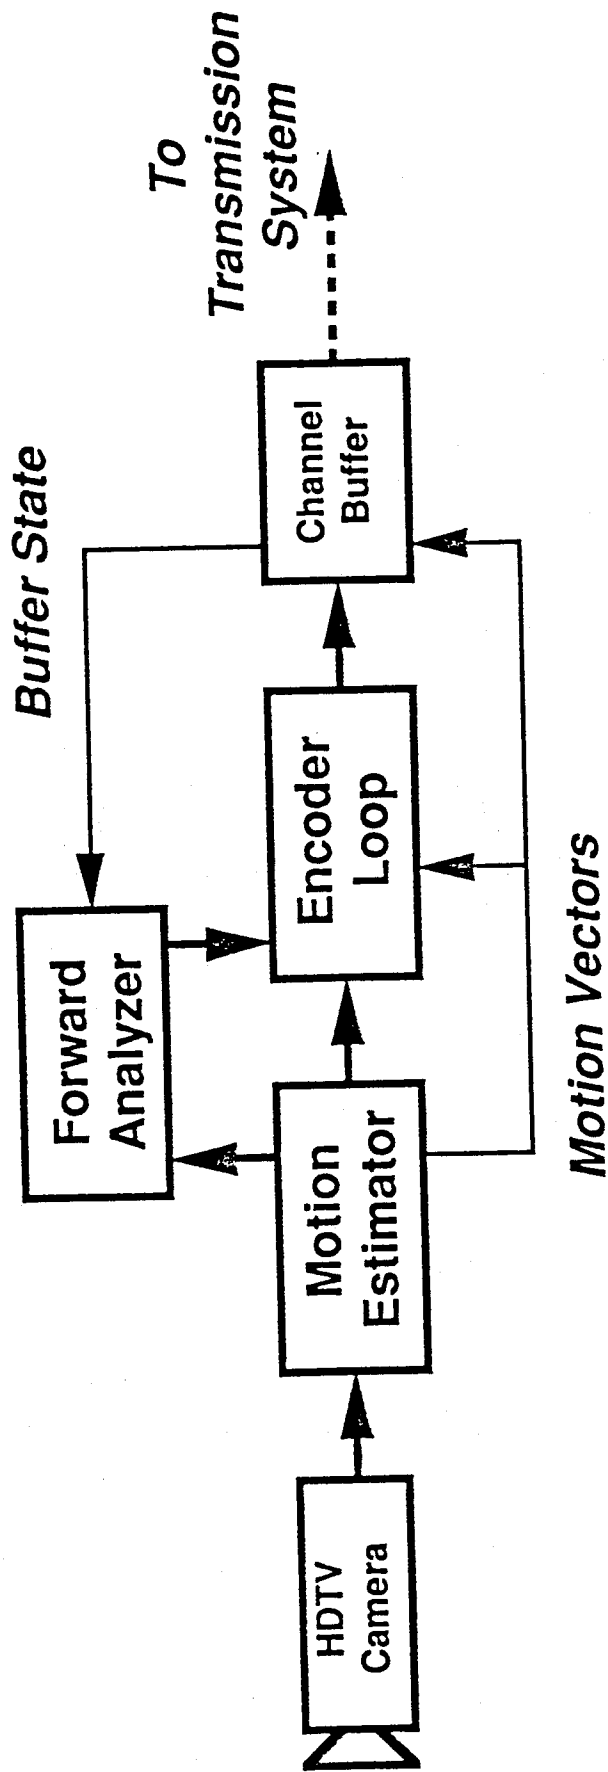 HDTV
Camera
Motion
Estimator
Forward
Analyzer
Encoder
Loop
Channel
Buffer
Buffer State
Motion Vectors
To
Transmission
System